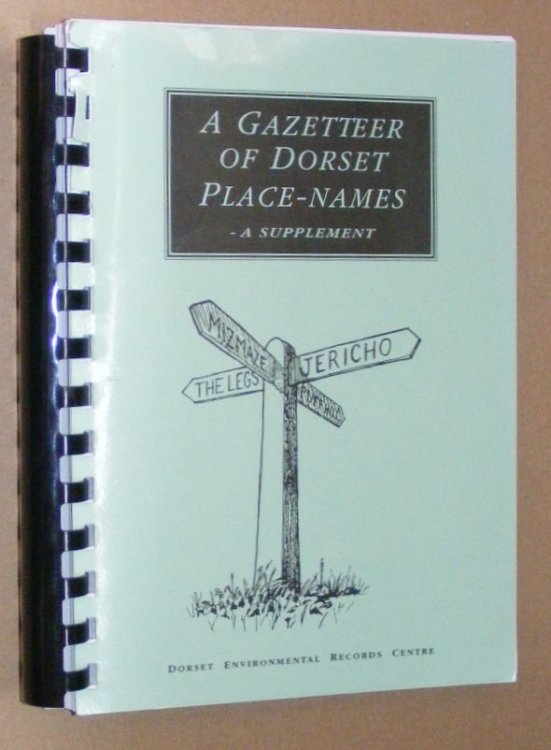 A GAZETTEER
OF DORSET
PLACE-NAMES
- A SUPPLEMENT
MIZMAZE
JERICHO
THE LEGS
DORSET ENVIRONMENTAL RECORDS CENTRE